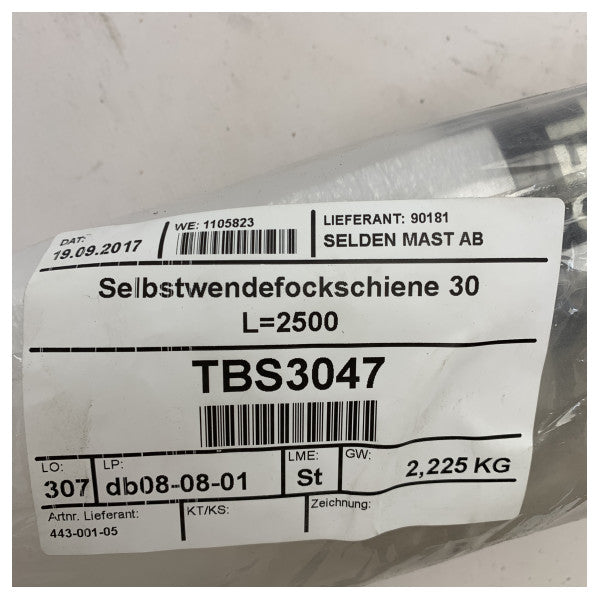 DAT:
19.09.2017
WE: 1105823
LIEFERANT: 90181
SELDEN MAST AB
Selbstwendefockschiene 30
L=2500
TBS3047
LO:
307
LP:
db08-08-01
LME:
St
GW:
2,225 KG
Artnr. Lieferant:
443-001-05
KT/KS:
Zeichnung: